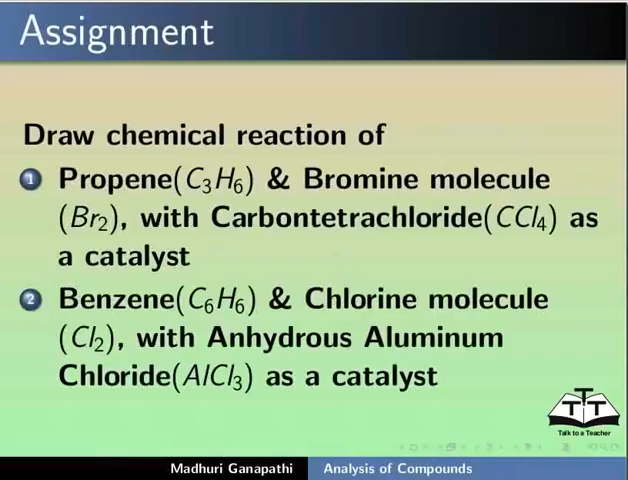 Assignment
Draw chemical reaction of
1 Propene(C₃H₆) & Bromine molecule
(Br₂), with Carbontetrachloride(CCl₄) as
a catalyst
2 Benzene(C₆H₆) & Chlorine molecule
(Cl₂), with Anhydrous Aluminum
Chloride(AlCl₃) as a catalyst
TTT
Talk to a Teacher
Madhuri Ganapathi Analysis of Compounds